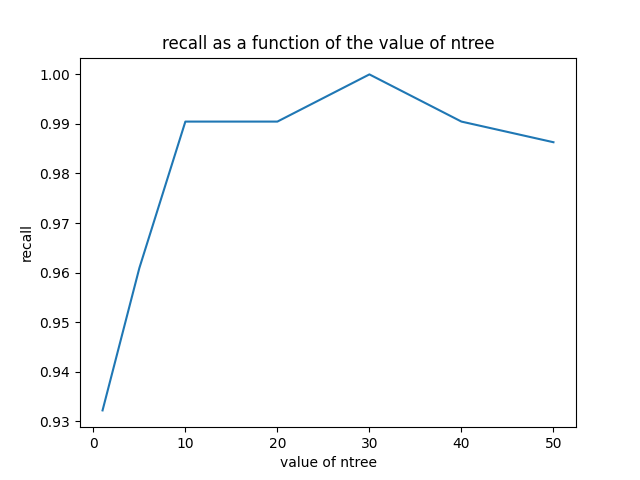 recall as a function of the value of ntree
1.00
0.99
0.98
0.97
0.96
0.95
0.94
0.93
recall
0 10 20 30 40 50
value of ntree